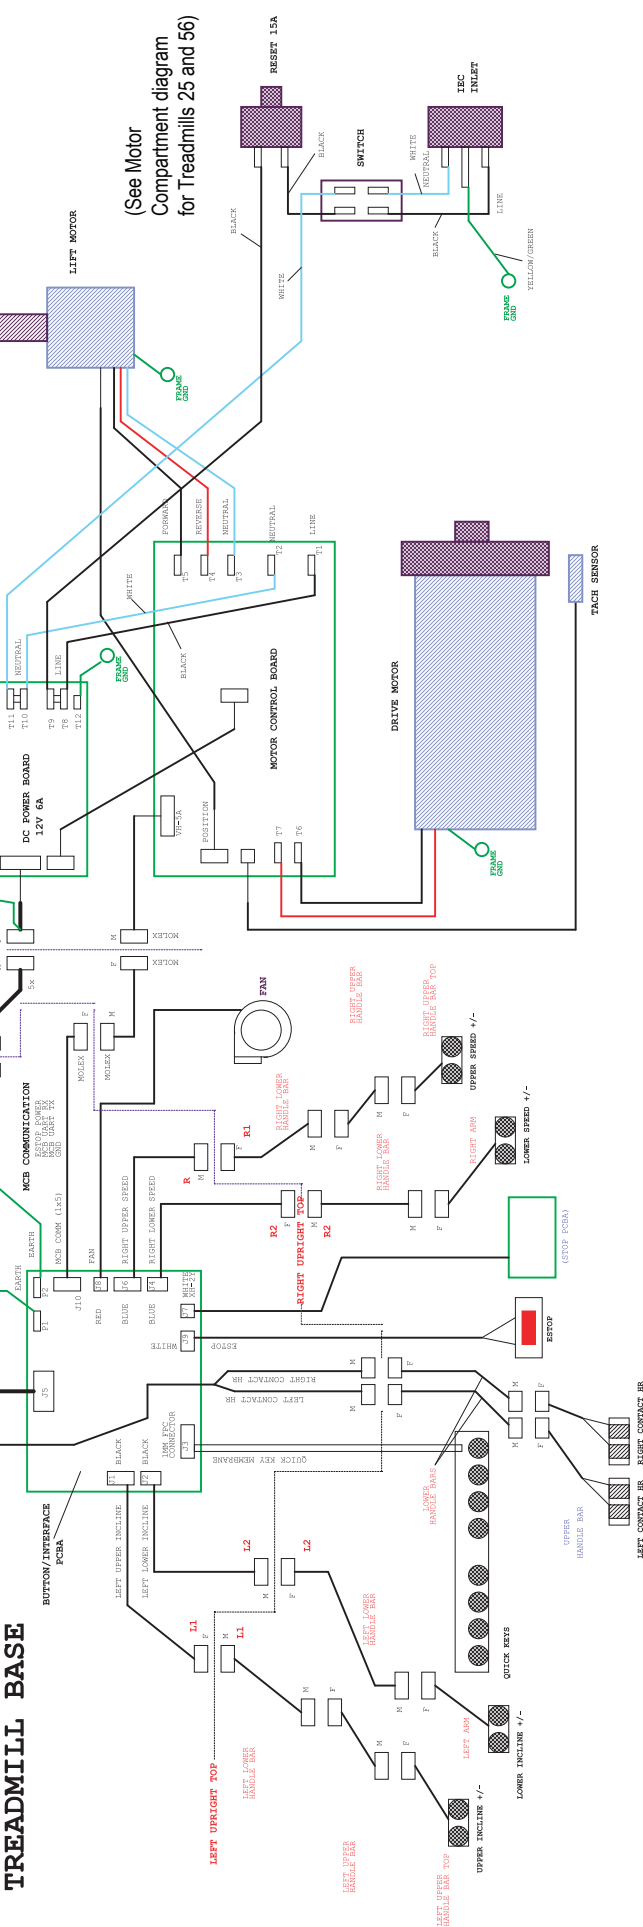 (See Motor
Compartment diagram
for Treadmills 25 and 56)
RESET 15A
IEC
INLET
SWITCH
BLACK
WHITE
NEUTRAL
LINE
BLACK
BLACK
WHITE
YELLOW/GREEN
FRAME
GND
LIFT MOTOR
FRAME
GND
FORWARD
REVERSE
NEUTRAL
NEUTRAL
LINE
T5
T4
T3
T2
T1
WHITE
BLACK
NEUTRAL
LINE
FRAME
GND
T11
T10
T9
T8
T12
DC POWER BOARD
12V 6A
MOTOR CONTROL BOARD
VH-5A
POSITION
T7
T6
DRIVE MOTOR
FRAME
GND
TACH SENSOR
M
MOLEX
F
MOLEX
5x
F
M
MOLEX
MOLEX
FAN
MCB COMMUNICATION
ESTOP POWER
MCB UART RX
MCB UART TX
GND
RIGHT UPPER
HANDLE BAR
RIGHT UPPER
HANDLE BAR TOP
UPPER SPEED +/-
RIGHT LOWER
HANDLE BAR
M
F
R
M
F
R1
M
F
RIGHT LOWER
HANDLE BAR
RIGHT ARM
LOWER SPEED +/-
R2
F
M
R2
M
F
RIGHT UPRIGHT TOP
EARTH
EARTH
MCB COMM (1x5)
FAN
RIGHT UPPER SPEED
RIGHT LOWER SPEED
P2
P1
J10
J8
J6
J4
RED
BLUE
BLUE
WHITE
XH-2Y
J7
J9
WHITE
ESTOP
(STOP PCBA)
ESTOP
J5
RIGHT CONTACT HR
LEFT CONTACT HR
M
F
M
F
M
F
M
F
RIGHT CONTACT HR
LEFT CONTACT HR
1MM FPC
CONNECTOR
J3
QUICK KEY MEMBRANE
LOWER
HANDLE BARS
UPPER
HANDLE BAR
BLACK
BLACK
J1
J2
BUTTON/INTERFACE
PCBA
LEFT UPPER INCLINE
LEFT LOWER INCLINE
L2
M
F
L2
QUICK KEYS
L1
F
M
L1
LEFT LOWER
HANDLE BAR
M
F
M
F
LEFT ARM
LOWER INCLINE +/-
LEFT UPRIGHT TOP
LEFT LOWER
HANDLE BAR
M
F
LEFT UPPER
HANDLE BAR
LEFT UPPER
HANDLE BAR TOP
UPPER INCLINE +/-
TREADMILL BASE